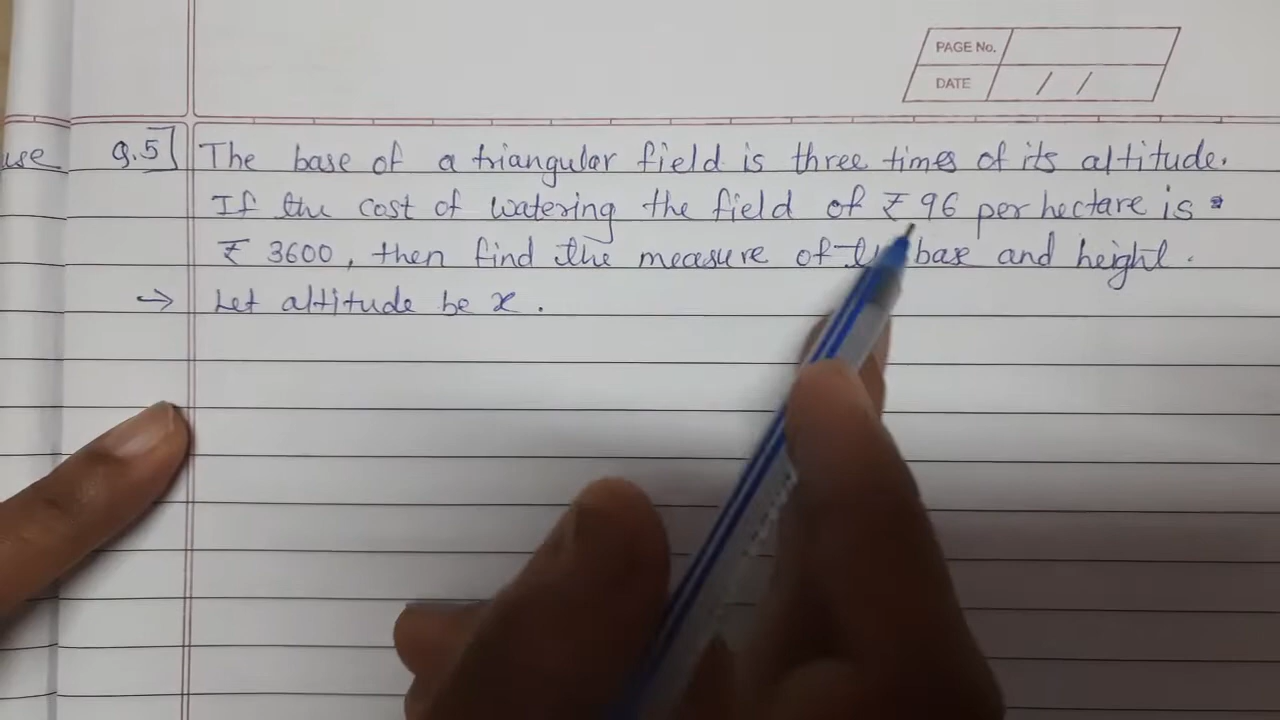 PAGE No.
DATE / /
use Q.5] The base of a triangular field is three times of its altitude.
If the cost of watering the field of ₹ 96 per hectare is
₹ 3600, then find the measure of the base and height.
→ Let altitude be x.